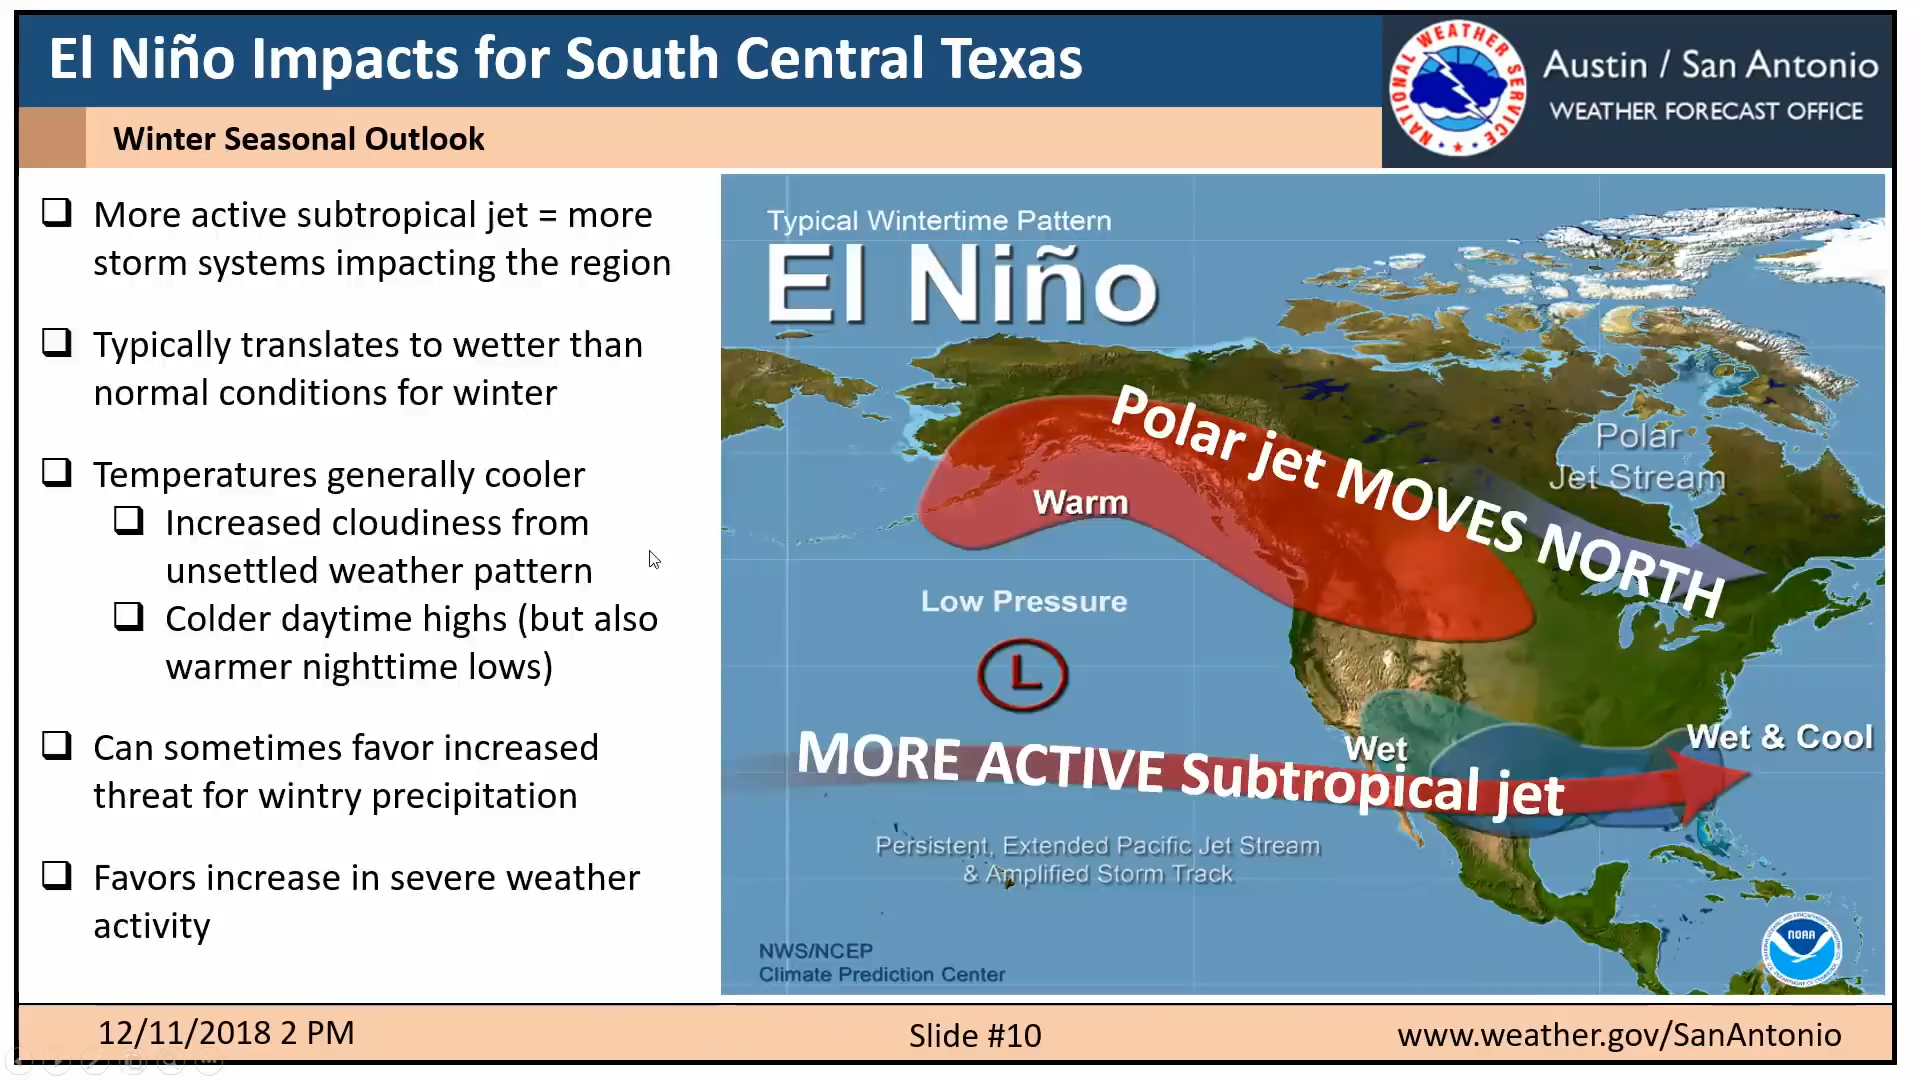 El Niño Impacts for South Central Texas
Winter Seasonal Outlook
NATIONAL WEATHER SERVICE
Austin / San Antonio
WEATHER FORECAST OFFICE
More active subtropical jet = more
storm systems impacting the region
Typically translates to wetter than
normal conditions for winter
Temperatures generally cooler
Increased cloudiness from
unsettled weather pattern
Colder daytime highs (but also
warmer nighttime lows)
Can sometimes favor increased
threat for wintry precipitation
Favors increase in severe weather
activity
Typical Wintertime Pattern
El Niño
Polar jet MOVES NORTH
Polar
Jet Stream
Warm
Low Pressure
L
Wet
Wet & Cool
MORE ACTIVE Subtropical jet
Persistent, Extended Pacific Jet Stream
& Amplified Storm Track
NWS/NCEP
Climate Prediction Center
NOAA
12/11/2018 2 PM
Slide #10
www.weather.gov/SanAntonio